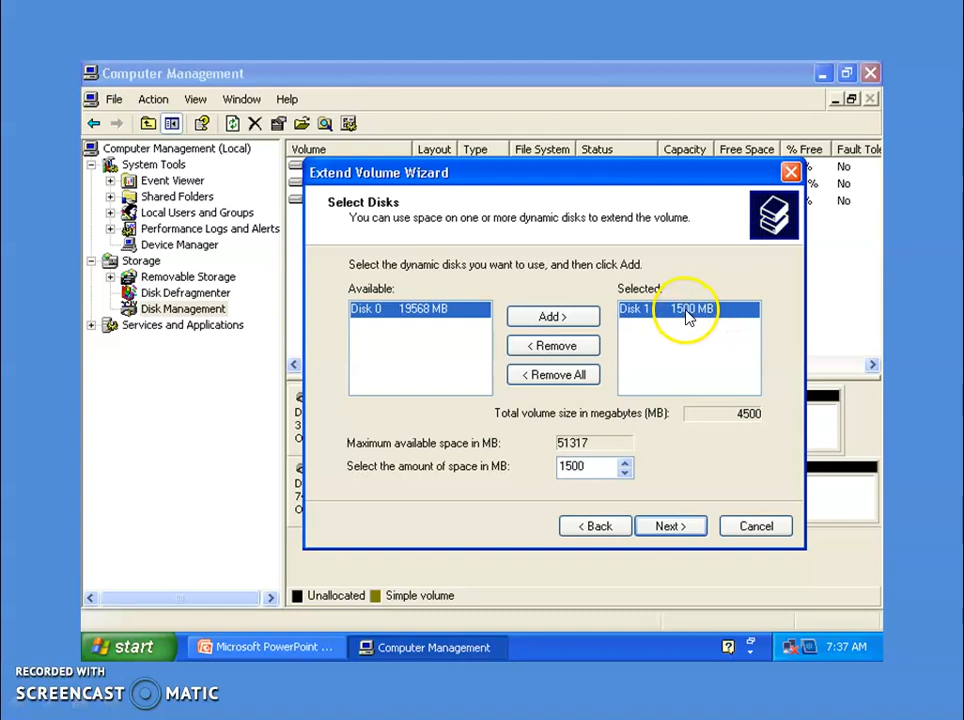 Computer Management
File Action View Window Help
Computer Management (Local)
System Tools
Event Viewer
Shared Folders
Local Users and Groups
Performance Logs and Alerts
Device Manager
Storage
Removable Storage
Disk Defragmenter
Disk Management
Services and Applications
Volume Layout Type File System Status Capacity Free Space % Free Fault Tole
% No
% No
% No
Extend Volume Wizard
Select Disks
You can use space on one or more dynamic disks to extend the volume.
Select the dynamic disks you want to use, and then click Add.
Available: Selected:
Disk 0 19568 MB
Disk 1 1500 MB
Add >
< Remove
< Remove All
Total volume size in megabytes (MB): 4500
Maximum available space in MB: 51317
Select the amount of space in MB: 1500
< Back Next > Cancel
D
3
O
D
7
O
Unallocated Simple volume
start Microsoft PowerPoint ... Computer Management 7:37 AM
RECORDED WITH
SCREENCAST MATIC